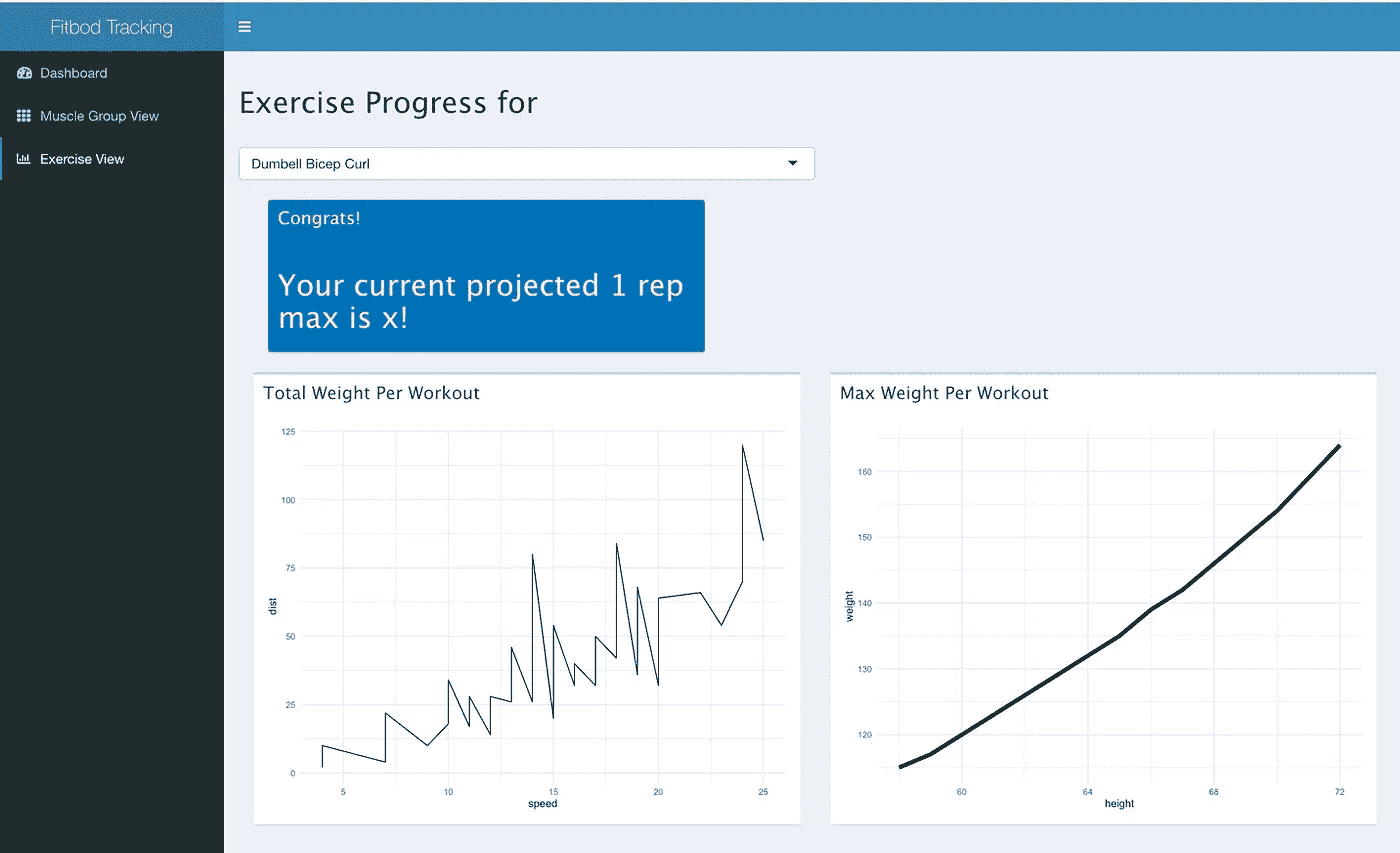 Fitbod Tracking
Dashboard
Muscle Group View
Exercise View
Exercise Progress for
Dumbell Bicep Curl
Congrats!
Your current projected 1 rep
max is x!
Total Weight Per Workout
125
100
75
50
25
0
dist
5
10
15
20
25
speed
Max Weight Per Workout
160
150
140
130
120
weight
60
64
68
72
height